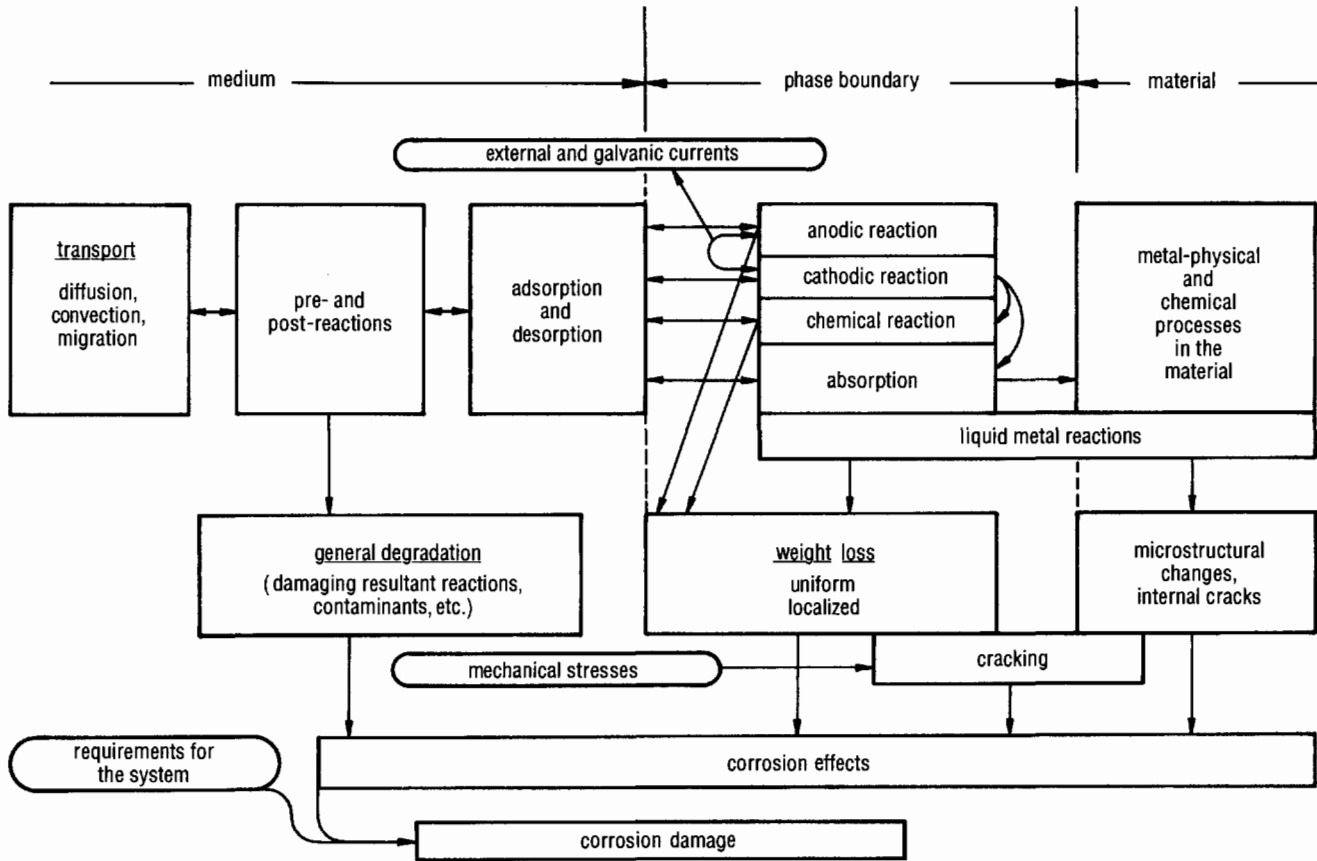 medium
phase boundary
material
external and galvanic currents
transport
diffusion,
convection,
migration
pre- and
post-reactions
adsorption
and
desorption
anodic reaction
cathodic reaction
chemical reaction
absorption
metal-physical
and
chemical
processes
in the
material
liquid metal reactions
general degradation
( damaging resultant reactions,
contaminants, etc.)
weight loss
uniform
localized
microstructural
changes,
internal cracks
mechanical stresses
cracking
requirements for
the system
corrosion effects
corrosion damage